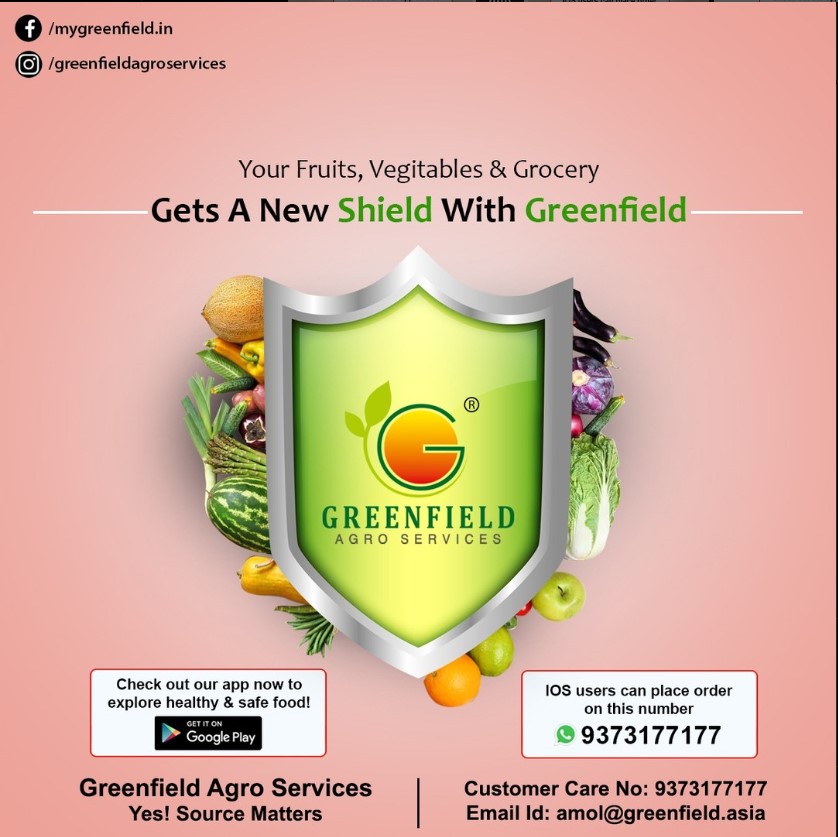 /mygreenfield.in
/greenfieldagroservices
Your Fruits, Vegitables & Grocery
Gets A New Shield With Greenfield
®
GREENFIELD
AGRO SERVICES
Check out our app now to
explore healthy & safe food!
GET IT ON
Google Play
IOS users can place order
on this number
9373177177
Greenfield Agro Services
Yes! Source Matters
Customer Care No: 9373177177
Email Id: amol@greenfield.asia